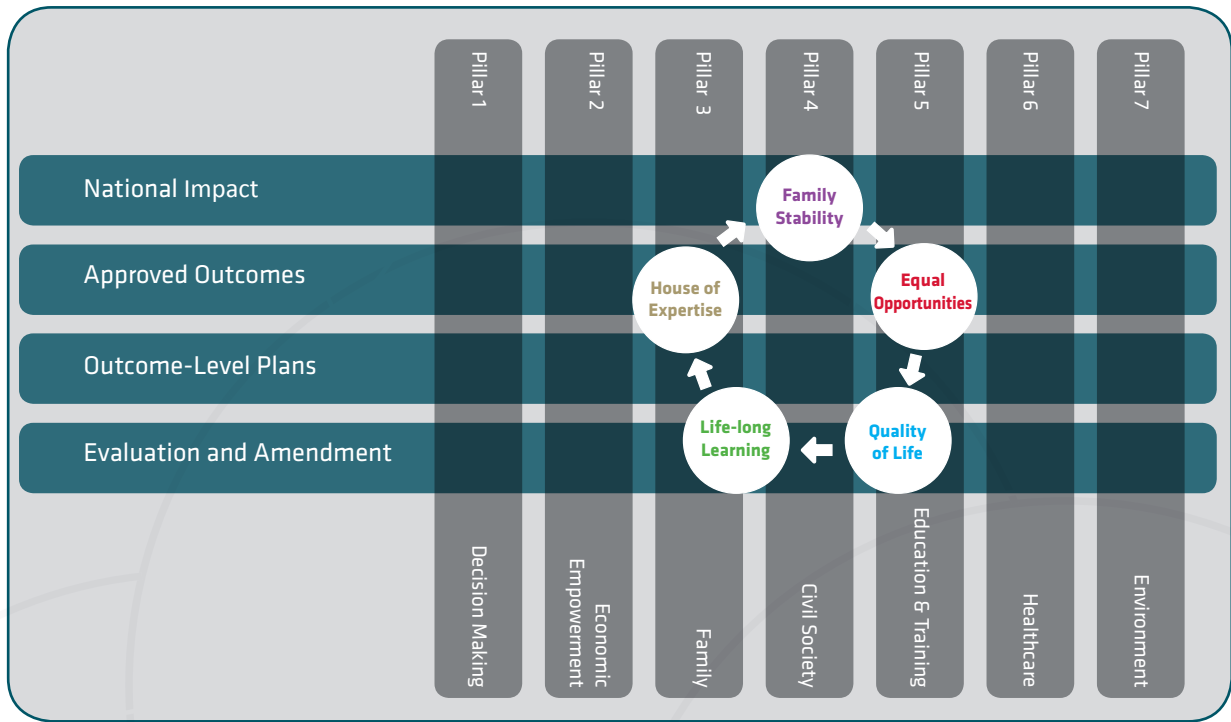 Pillar 1
Pillar 2
Pillar 3
Pillar 4
Pillar 5
Pillar 6
Pillar 7
National Impact
Approved Outcomes
Outcome-Level Plans
Evaluation and Amendment
Family
Stability
Equal
Opportunities
Quality
of Life
Life-long
Learning
House of
Expertise
Decision Making
Economic
Empowerment
Family
Civil Society
Education & Training
Healthcare
Environment